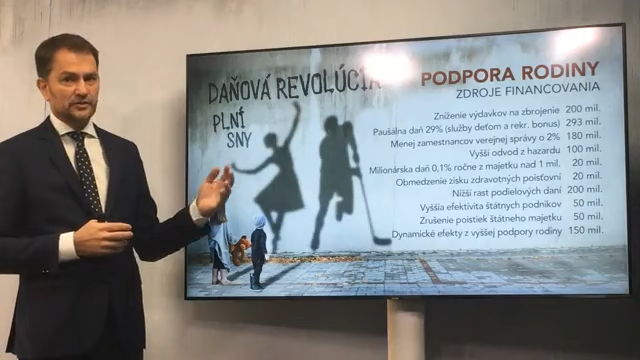 DAŇOVÁ REVOLÚCIA
PLNÍ
SNY
PODPORA RODINY
ZDROJE FINANCOVANIA
Zníženie výdavkov na zbrojenie 200 mil.
Paušálna daň 29% (služby deťom a rekr. bonus) 293 mil.
Menej zamestnancov verejnej správy o 2% 180 mil.
Vyšší odvod z hazardu 100 mil.
Milionárska daň 0,1% ročne z majetku nad 1 mil. 20 mil.
Obmedzenie zisku zdravotných poisťovní 20 mil.
Nižší rast podielových daní 200 mil.
Vyššia efektivita štátnych podnikov 50 mil.
Zrušenie poistiek štátneho majetku 50 mil.
Dynamické efekty z vyššej podpory rodiny 150 mil.